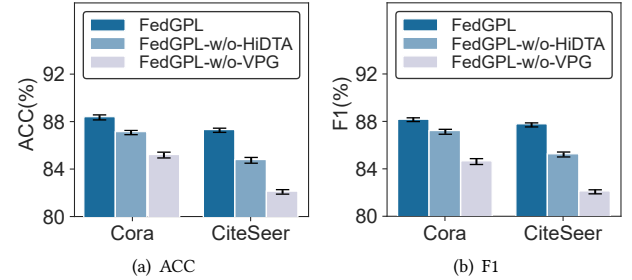 FedGPL
FedGPL-w/o-HiDTA
FedGPL-w/o-VPG
ACC(%)
92
88
84
80
Cora CiteSeer
(a) ACC
FedGPL
FedGPL-w/o-HiDTA
FedGPL-w/o-VPG
F1(%)
92
88
84
80
Cora CiteSeer
(b) F1